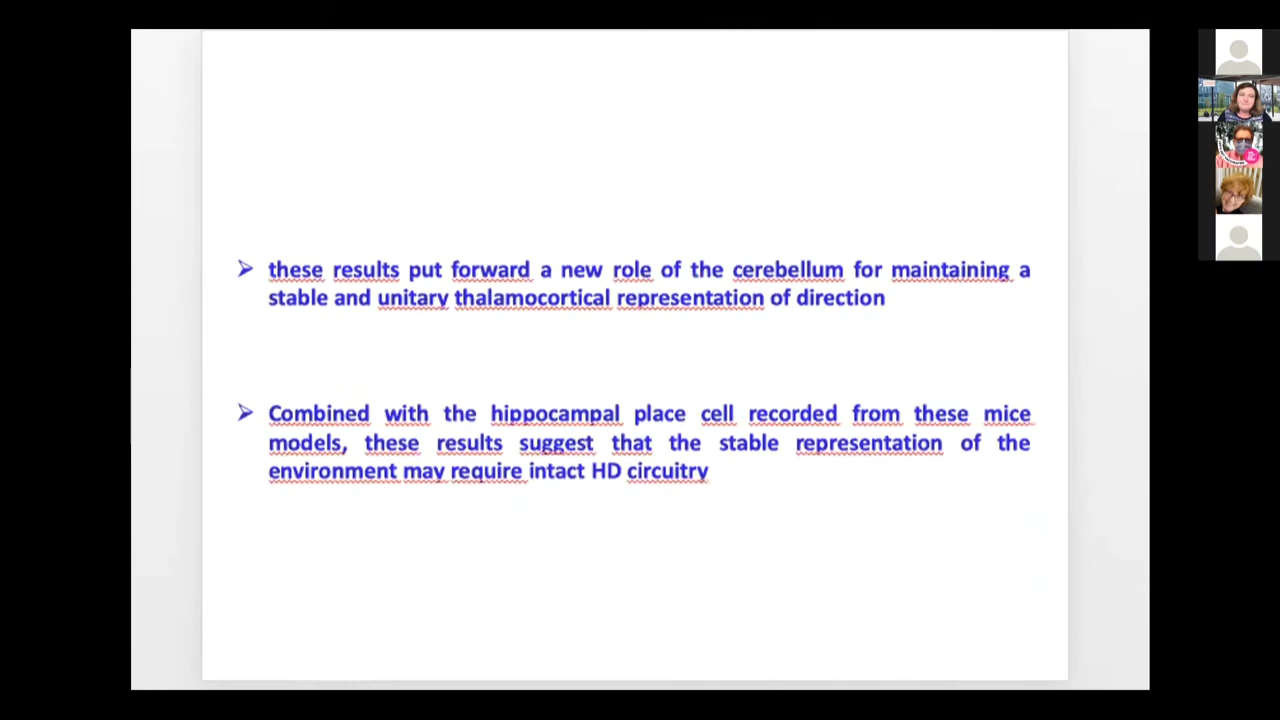 these results put forward a new role of the cerebellum for maintaining a
stable and unitary thalamocortical representation of direction
Combined with the hippocampal place cell recorded from these mice
models, these results suggest that the stable representation of the
environment may require intact HD circuitry